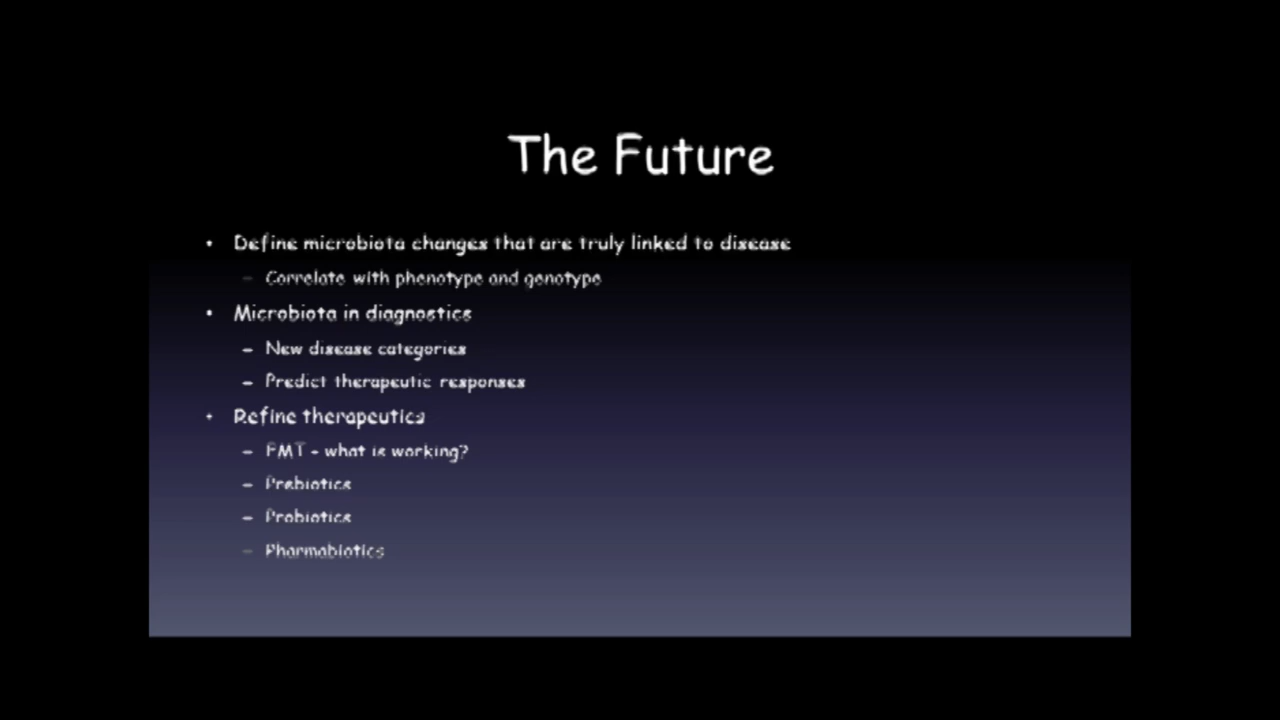 The Future
• Define microbiota changes that are truly linked to disease
– Correlate with phenotype and genotype
• Microbiota in diagnostics
– New disease categories
– Predict therapeutic responses
• Refine therapeutics
– FMT - what is working?
– Prebiotics
– Probiotics
– Pharmabiotics